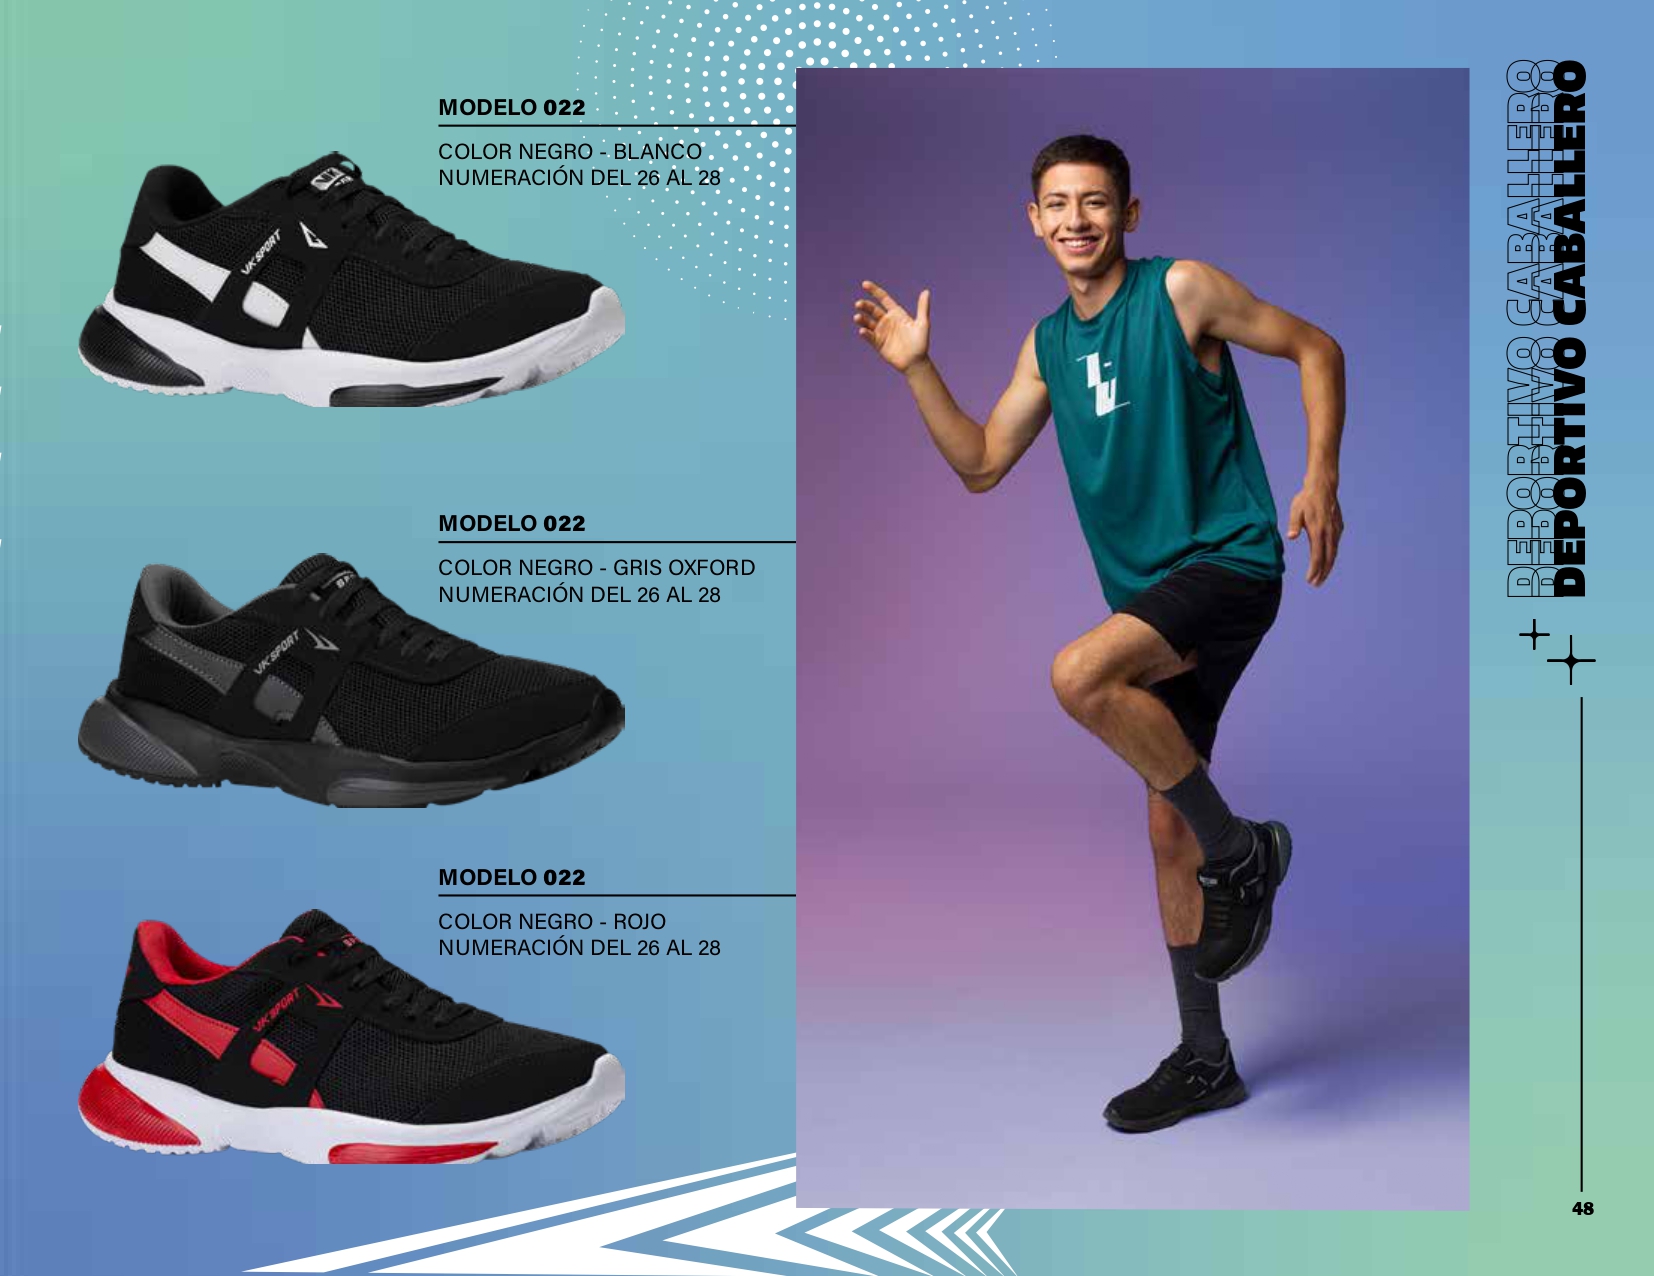 MODELO 022
COLOR NEGRO - BLANCO
NUMERACIÓN DEL 26 AL 28
VK SPORT
MODELO 022
COLOR NEGRO - GRIS OXFORD
NUMERACIÓN DEL 26 AL 28
VK SPORT
MODELO 022
COLOR NEGRO - ROJO
NUMERACIÓN DEL 26 AL 28
VK SPORT
DEPORTIVO CABALLERO
DEPORTIVO CABALLERO
DEPORTIVO CABALLERO
48